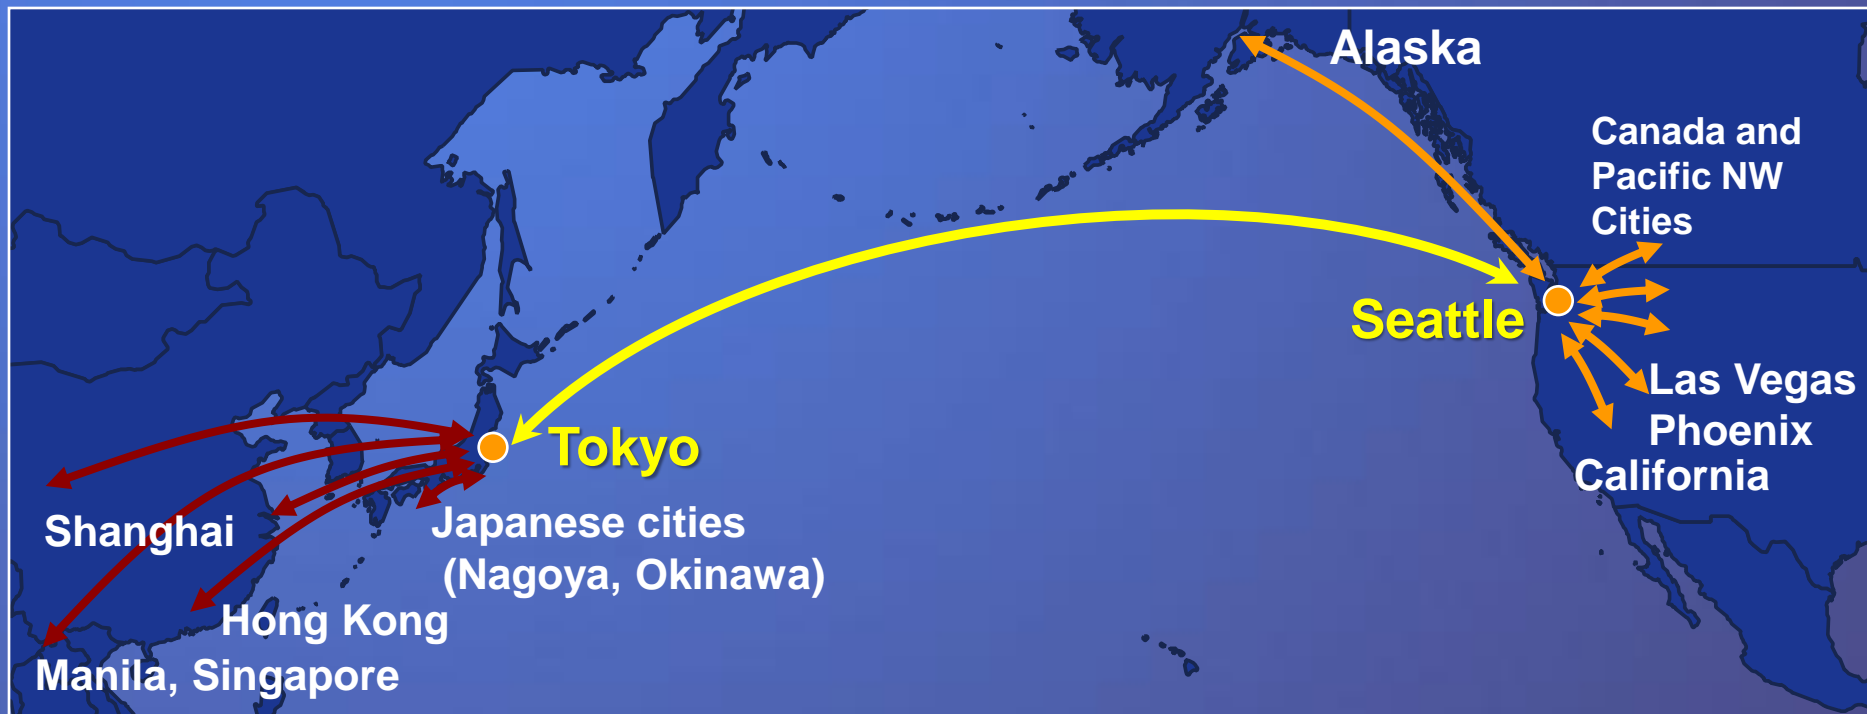 Alaska
Canada and
Pacific NW
Cities
Seattle
Las Vegas
Phoenix
California
Tokyo
Japanese cities
(Nagoya, Okinawa)
Shanghai
Hong Kong
Manila, Singapore